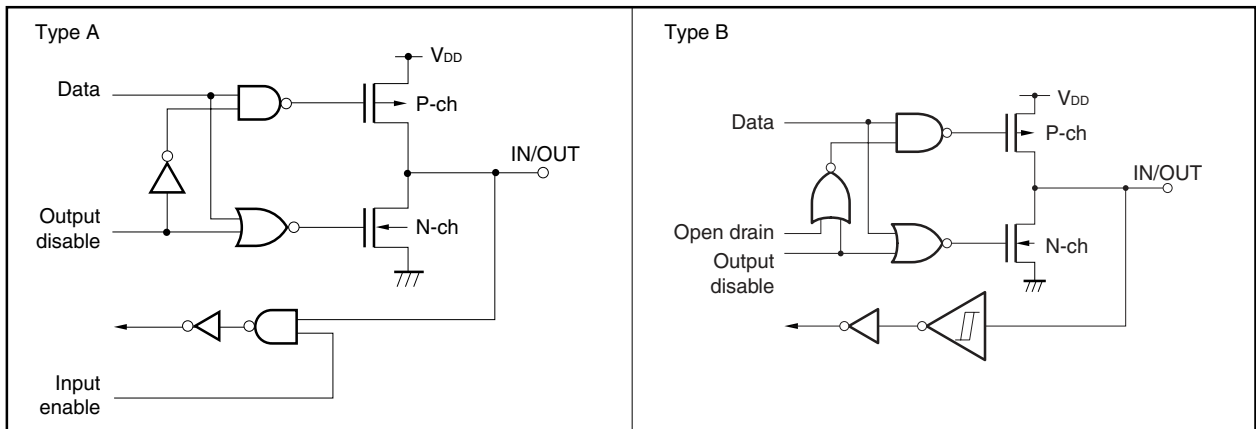 Type A
VDD
Data
P-ch
IN/OUT
Output
disable
N-ch
Input
enable
Type B
VDD
Data
P-ch
IN/OUT
Open drain
Output
disable
N-ch